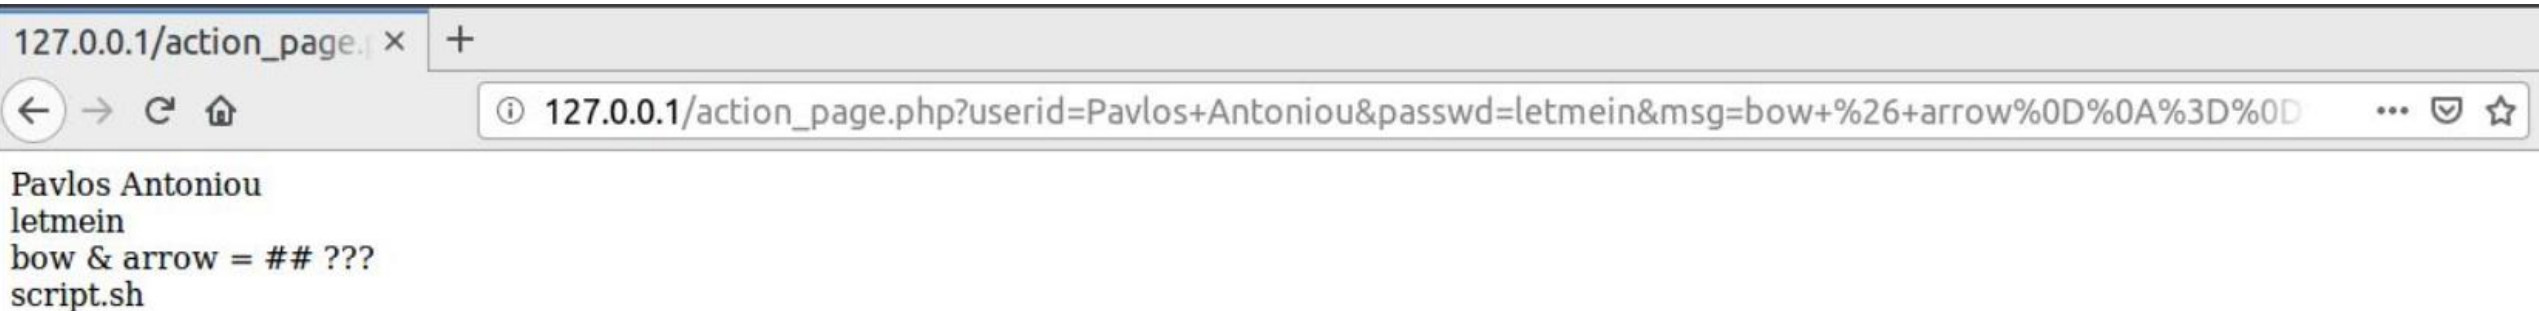 127.0.0.1/action_page.
127.0.0.1/action_page.php?userid=Pavlos+Antoniou&passwd=letmein&msg=bow+%26+arrow%0D%0A%3D%0D
Pavlos Antoniou
letmein
bow & arrow = ## ???
script.sh